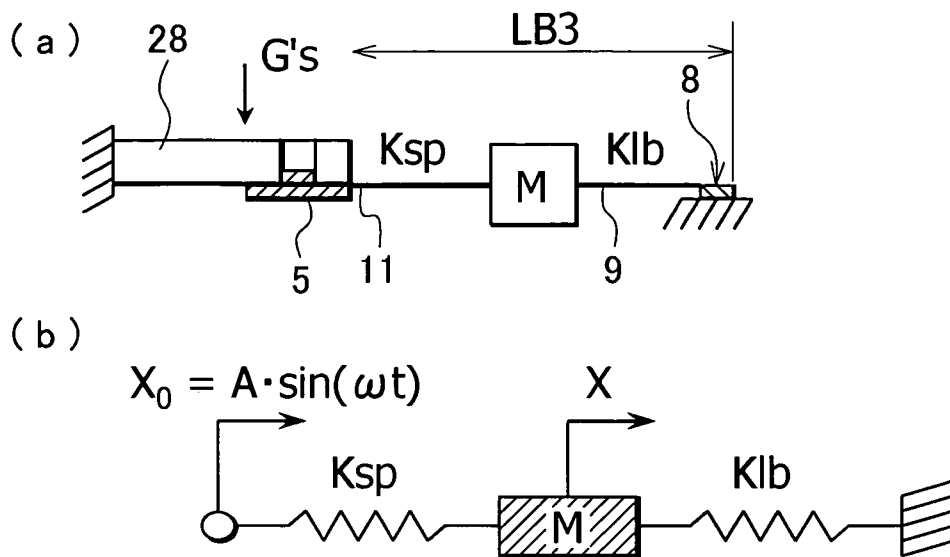 (a)
28
G's
LB3
8
Ksp
M
Klb
5
11
9
(b)
X₀ = A·sin(ωt)
X
Ksp
M
Klb